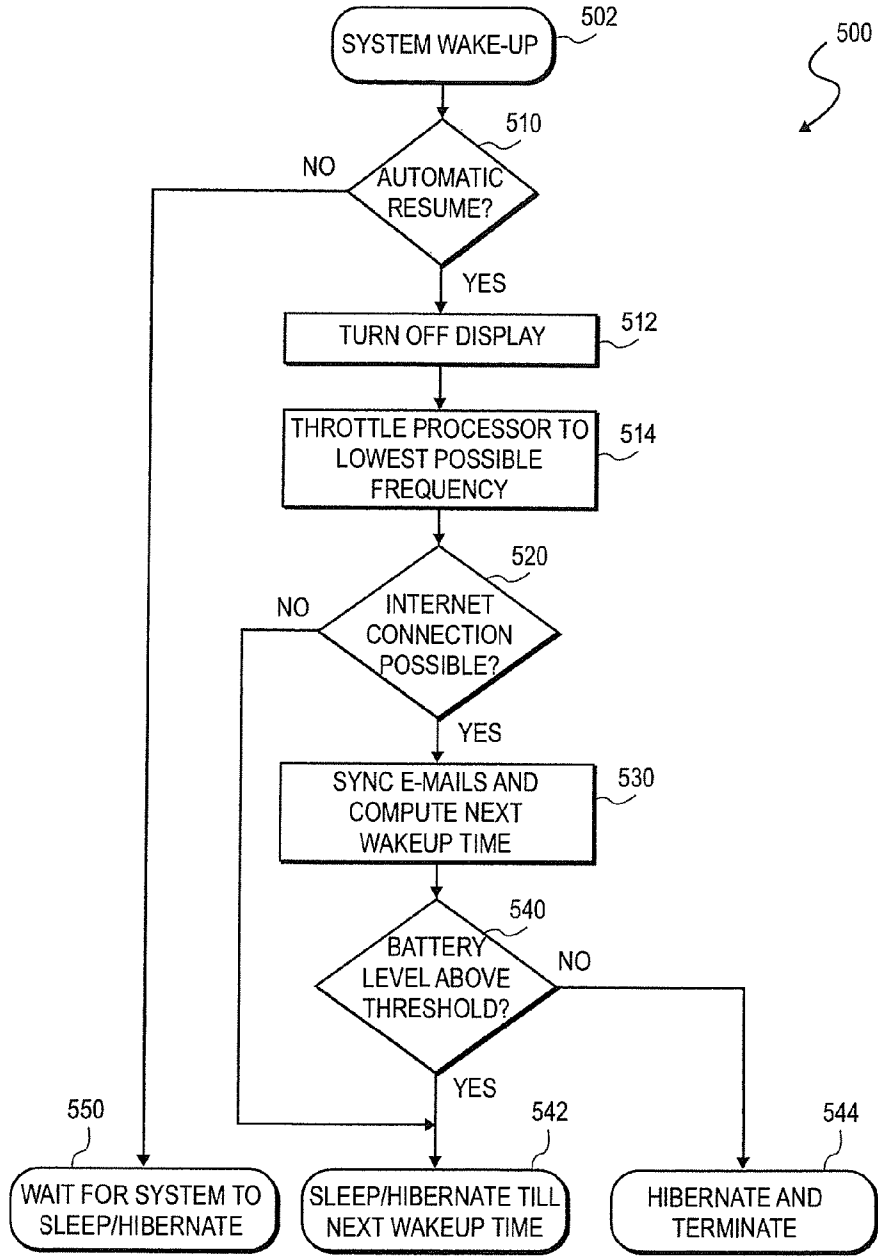 SYSTEM WAKE-UP
502
500
510
NO
AUTOMATIC
RESUME?
YES
TURN OFF DISPLAY
512
THROTTLE PROCESSOR TO
LOWEST POSSIBLE
FREQUENCY
514
520
NO
INTERNET
CONNECTION
POSSIBLE?
YES
SYNC E-MAILS AND
COMPUTE NEXT
WAKEUP TIME
530
540
BATTERY
LEVEL ABOVE
THRESHOLD?
NO
YES
550
WAIT FOR SYSTEM TO
SLEEP/HIBERNATE
542
SLEEP/HIBERNATE TILL
NEXT WAKEUP TIME
544
HIBERNATE AND
TERMINATE